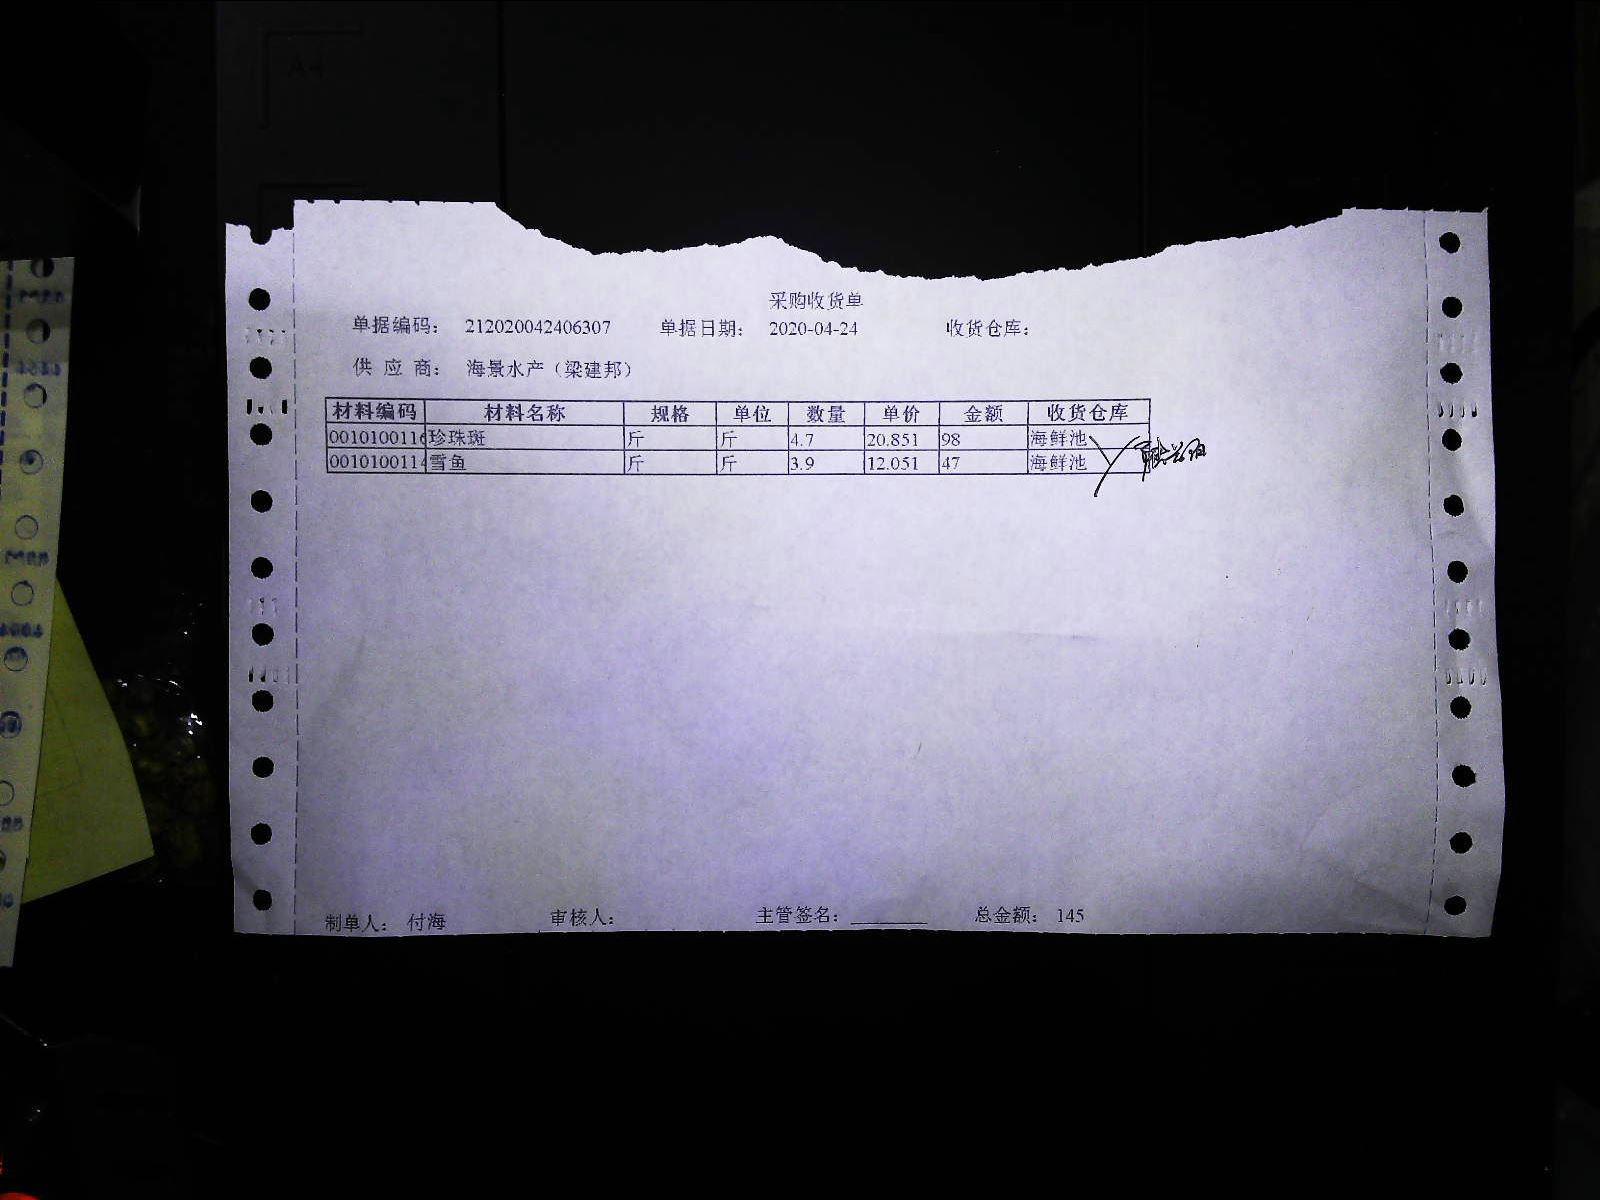 采购收货单
单据编码： 212020042406307 单据日期： 2020-04-24 收货仓库：
供 应 商： 海景水产（梁建邦）
材料编码 材料名称 规格 单位 数量 单价 金额 收货仓库
0010100116 珍珠斑 斤 斤 4.7 20.851 98 海鲜池
0010100114 雪鱼 斤 斤 3.9 12.051 47 海鲜池
制单人： 付海 审核人： 主管签名： ________ 总金额： 145